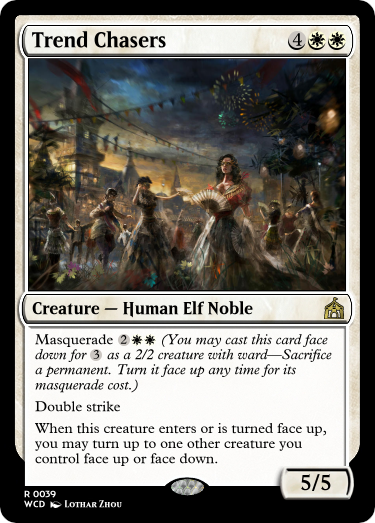 Trend Chasers 4
Creature — Human Elf Noble
Masquerade 2 (You may cast this card face
down for 3 as a 2/2 creature with ward—Sacrifice
a permanent. Turn it face up any time for its
masquerade cost.)
Double strike
When this creature enters or is turned face up,
you may turn up to one other creature you
control face up or face down.
5/5
R 0039
WCD Lothar Zhou